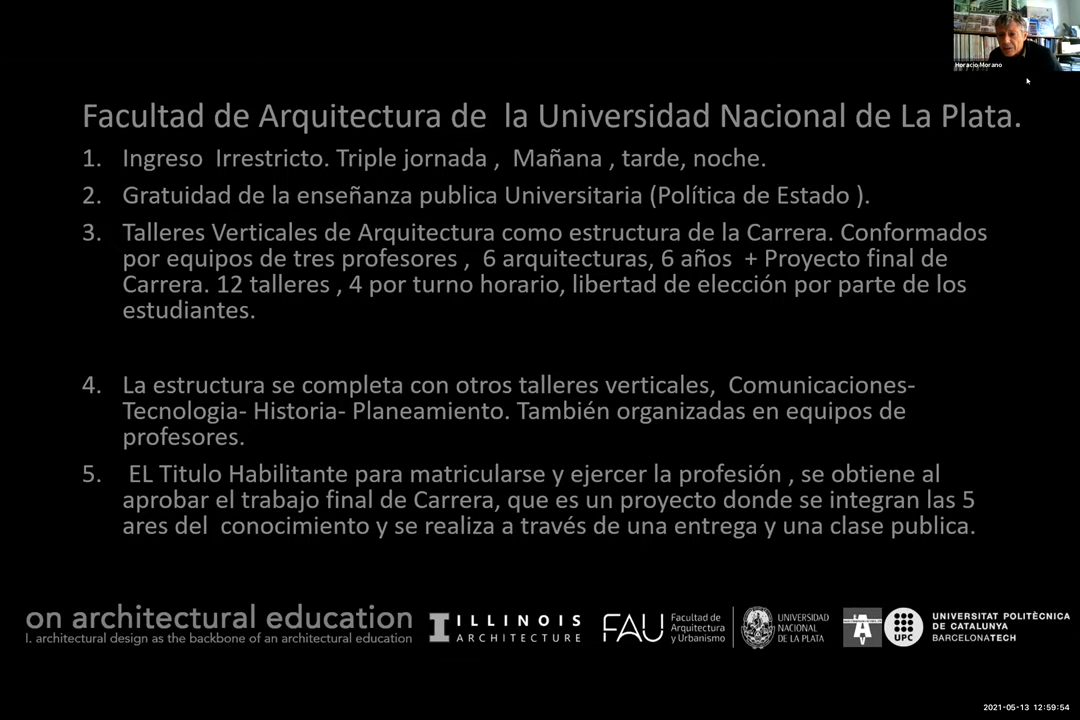 Horacio Morano
Facultad de Arquitectura de la Universidad Nacional de La Plata.
1. Ingreso Irrestricto. Triple jornada , Mañana , tarde, noche.
2. Gratuidad de la enseñanza publica Universitaria (Política de Estado ).
3. Talleres Verticales de Arquitectura como estructura de la Carrera. Conformados
por equipos de tres profesores , 6 arquitecturas, 6 años + Proyecto final de
Carrera. 12 talleres , 4 por turno horario, libertad de elección por parte de los
estudiantes.
4. La estructura se completa con otros talleres verticales, Comunicaciones-
Tecnologia- Historia- Planeamiento. También organizadas en equipos de
profesores.
5. EL Titulo Habilitante para matricularse y ejercer la profesión , se obtiene al
aprobar el trabajo final de Carrera, que es un proyecto donde se integran las 5
ares del conocimiento y se realiza a través de una entrega y una clase publica.
on architectural education
I. architectural design as the backbone of an architectural education
I ILLINOIS
ARCHITECTURE
FAU
Facultad de
Arquitectura
y Urbanismo
UNIVERSIDAD
NACIONAL
DE LA PLATA
UPC
UNIVERSITAT POLITÈCNICA
DE CATALUNYA
BARCELONATECH
2021-05-13 12:59:54